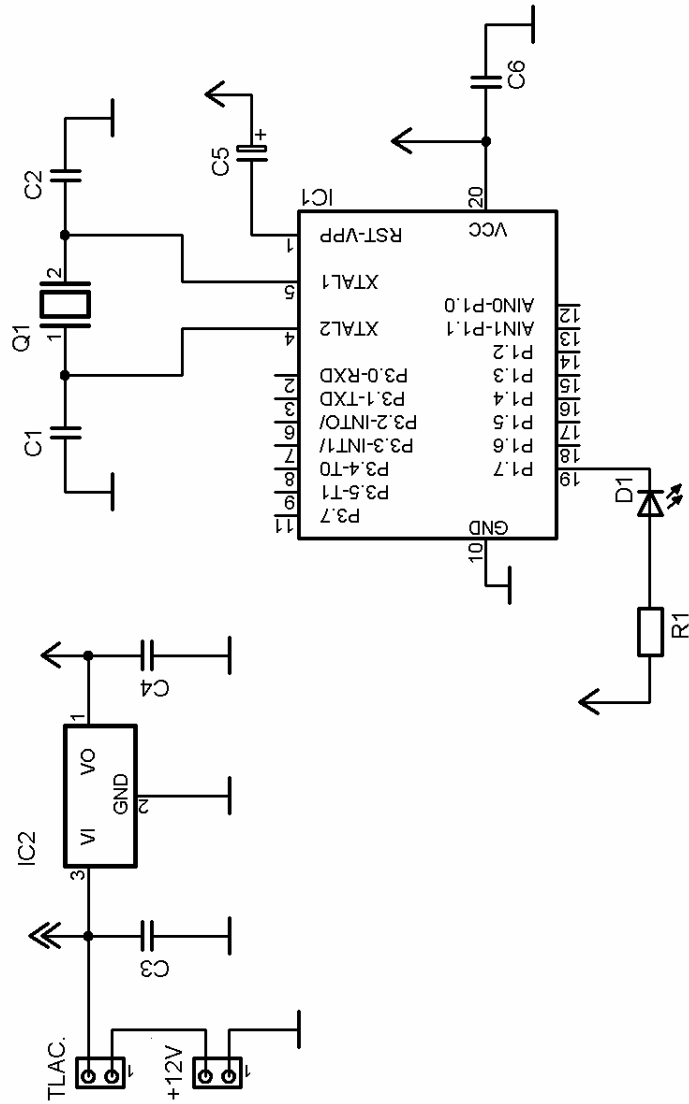 C2
2
Q1
1
C1
C5
+
IC1
1
RST-VPP
5
XTAL1
4
XTAL2
2
P3.0-RXD
3
P3.1-TXD
6
P3.2-INTO/
7
P3.3-INT1/
8
P3.4-T0
9
P3.5-T1
11
P3.7
C6
20
VCC
AIN0-P1.0
12
AIN1-P1.1
13
P1.2
14
P1.3
15
P1.4
16
P1.5
17
P1.6
18
P1.7
19
GND
10
D1
R1
IC2
1
VO
GND
2
VI
3
C4
C3
TLAC.
1
+12V
1